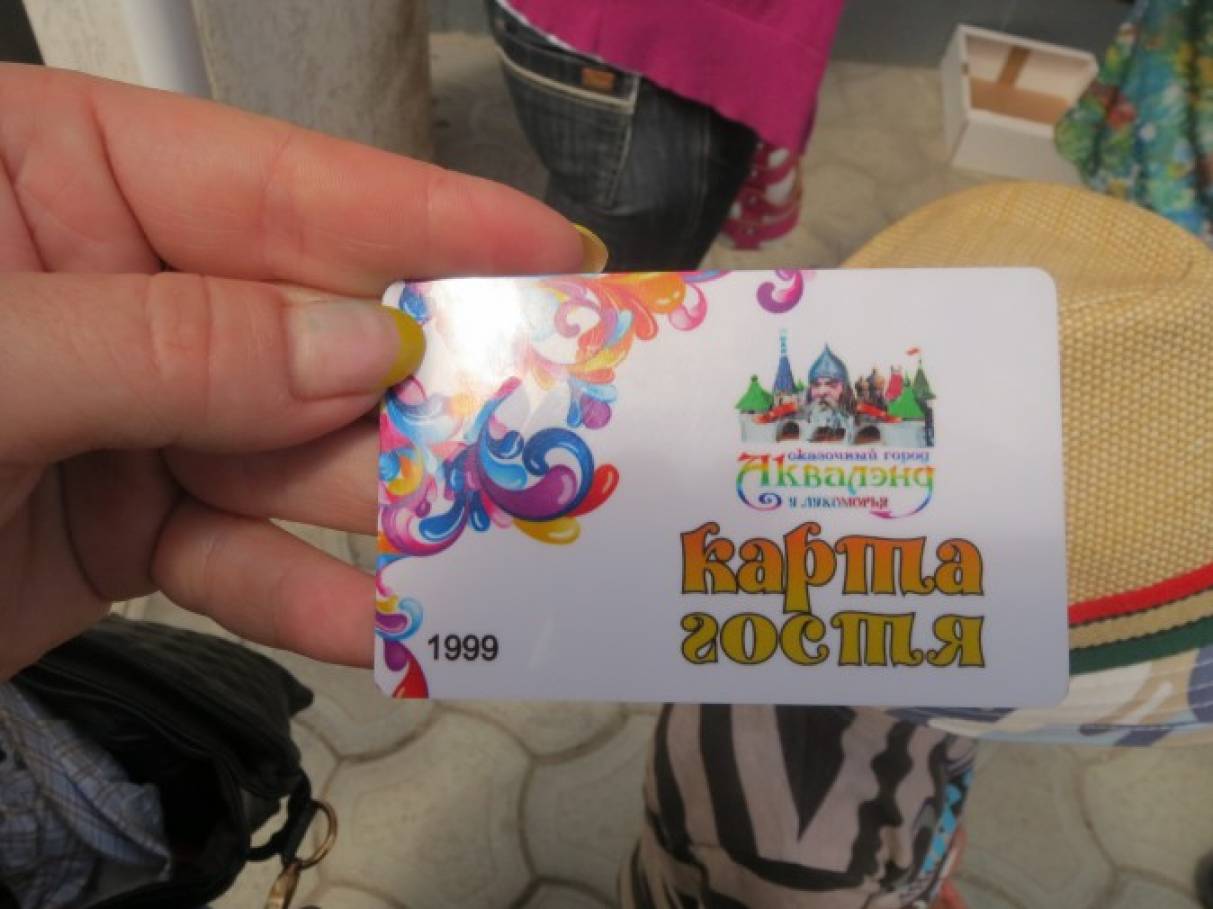 сказочный город
Аквалэнд
у лукоморья
карта
гостя
1999